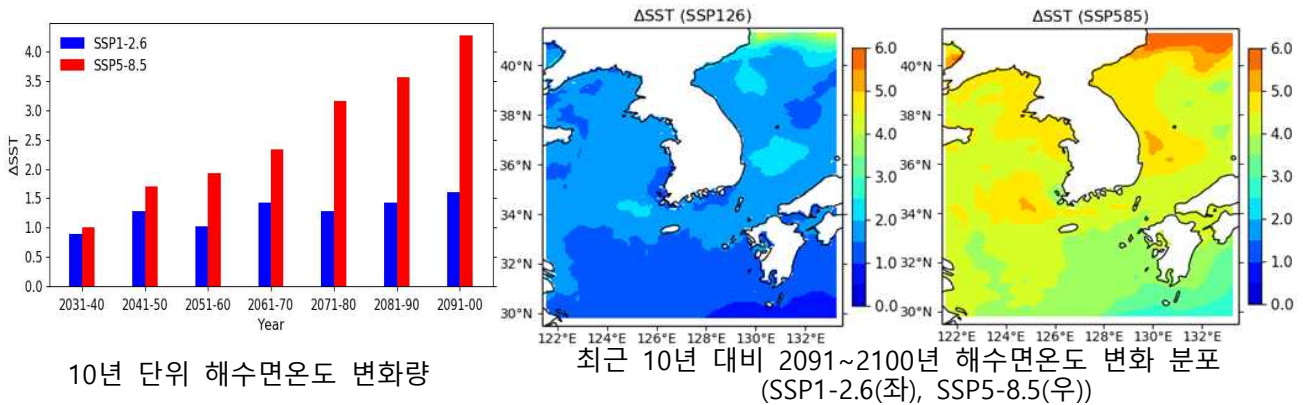 SSP1-2.6
SSP5-8.5
ΔSST
4.0
3.5
3.0
2.5
2.0
1.5
1.0
0.5
0.0
2031-40 2041-50 2051-60 2061-70 2071-80 2081-90 2091-00
Year
10년 단위 해수면온도 변화량
ΔSST (SSP126)
40°N
38°N
36°N
34°N
32°N
30°N
122°E 124°E 126°E 128°E 130°E 132°E
6.0
5.0
4.0
3.0
2.0
1.0
0.0
ΔSST (SSP585)
40°N
38°N
36°N
34°N
32°N
30°N
122°E 124°E 126°E 128°E 130°E 132°E
6.0
5.0
4.0
3.0
2.0
1.0
0.0
최근 10년 대비 2091~2100년 해수면온도 변화 분포
(SSP1-2.6(좌), SSP5-8.5(우))